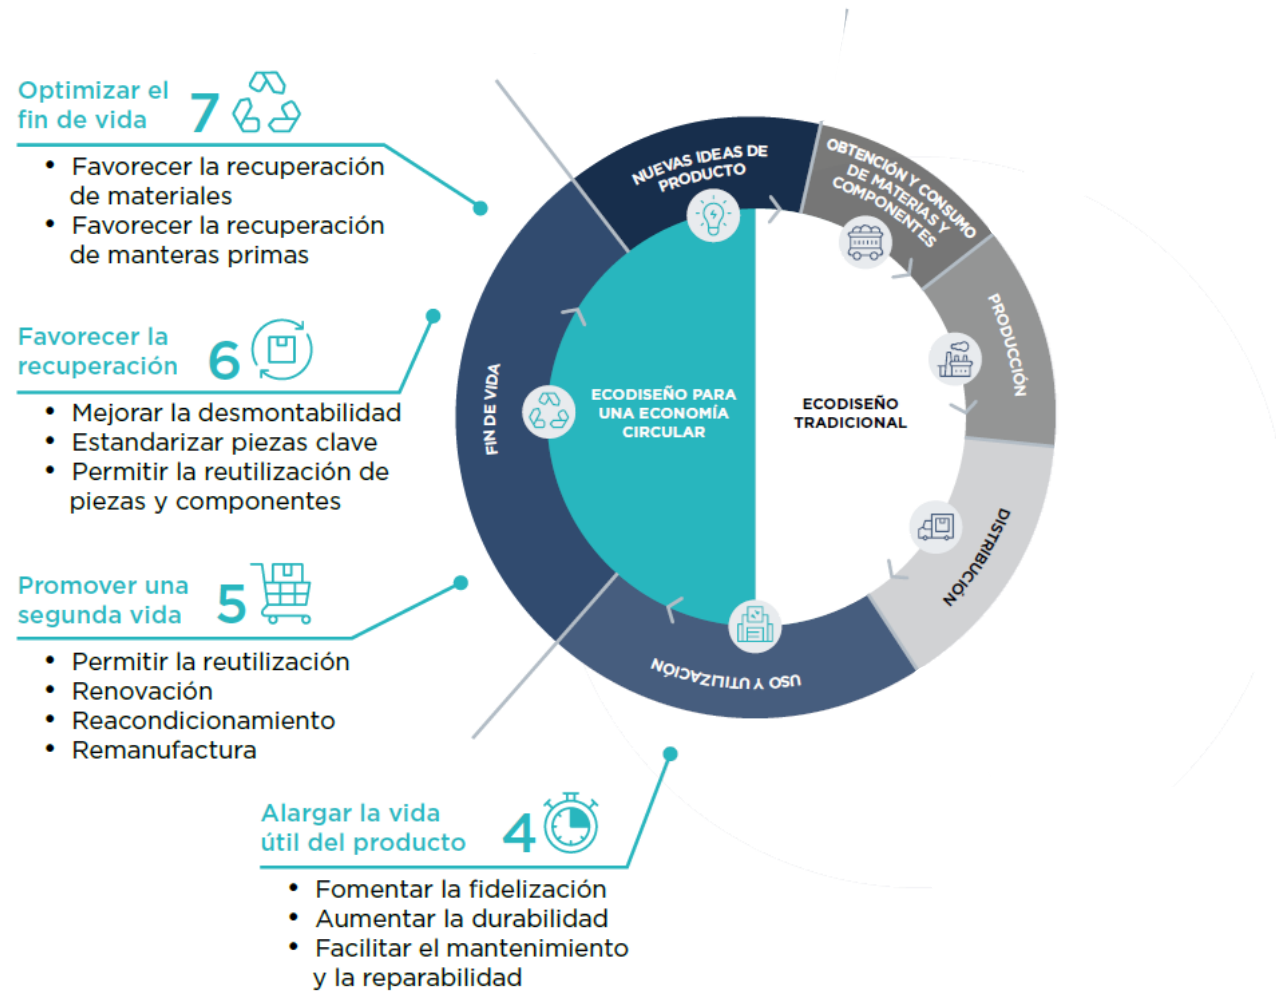 Optimizar el
fin de vida
7
• Favorecer la recuperación
de materiales
• Favorecer la recuperación
de manteras primas
Favorecer la
recuperación
6
• Mejorar la desmontabilidad
• Estandarizar piezas clave
• Permitir la reutilización de
piezas y componentes
Promover una
segunda vida
5
• Permitir la reutilización
• Renovación
• Reacondicionamiento
• Remanufactura
Alargar la vida
útil del producto
4
• Fomentar la fidelización
• Aumentar la durabilidad
• Facilitar el mantenimiento
y la reparabilidad
NUEVAS IDEAS DE
PRODUCTO
OBTENCIÓN Y CONSUMO
DE MATERIAS Y
COMPONENTES
PRODUCCIÓN
DISTRIBUCIÓN
USO Y UTILIZACIÓN
FIN DE VIDA
ECODISEÑO PARA
UNA ECONOMÍA
CIRCULAR
ECODISEÑO
TRADICIONAL